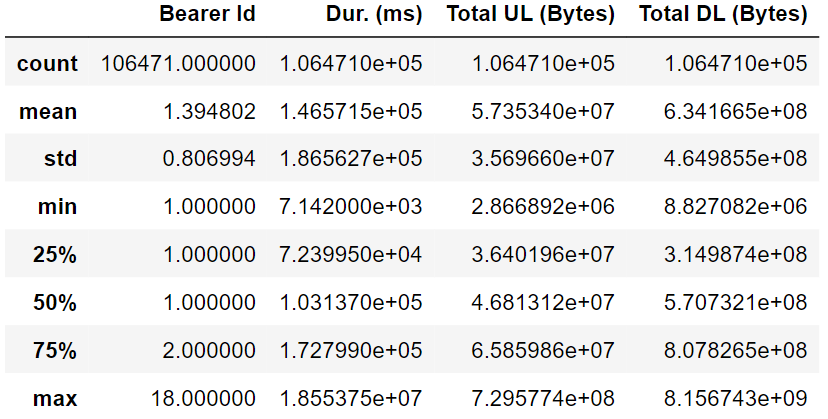 Bearer Id Dur. (ms) Total UL (Bytes) Total DL (Bytes)
count 106471.000000 1.064710e+05 1.064710e+05 1.064710e+05
mean 1.394802 1.465715e+05 5.735340e+07 6.341665e+08
std 0.806994 1.865627e+05 3.569660e+07 4.649855e+08
min 1.000000 7.142000e+03 2.866892e+06 8.827082e+06
25% 1.000000 7.239950e+04 3.640196e+07 3.149874e+08
50% 1.000000 1.031370e+05 4.681312e+07 5.707321e+08
75% 2.000000 1.727990e+05 6.585986e+07 8.078265e+08
max 18.000000 1.855375e+07 7.295774e+08 8.156743e+09